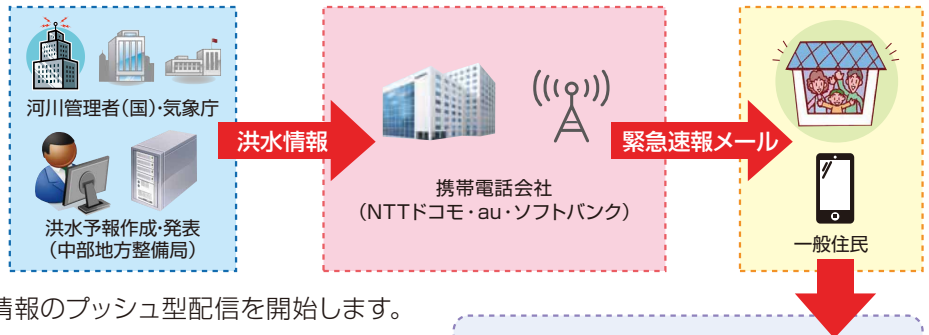 河川管理者(国)・気象庁
洪水予報作成・発表
(中部地方整備局)
洪水情報
携帯電話会社
(NTTドコモ・au・ソフトバンク)
緊急速報メール
一般住民
情報のプッシュ型配信を開始します。